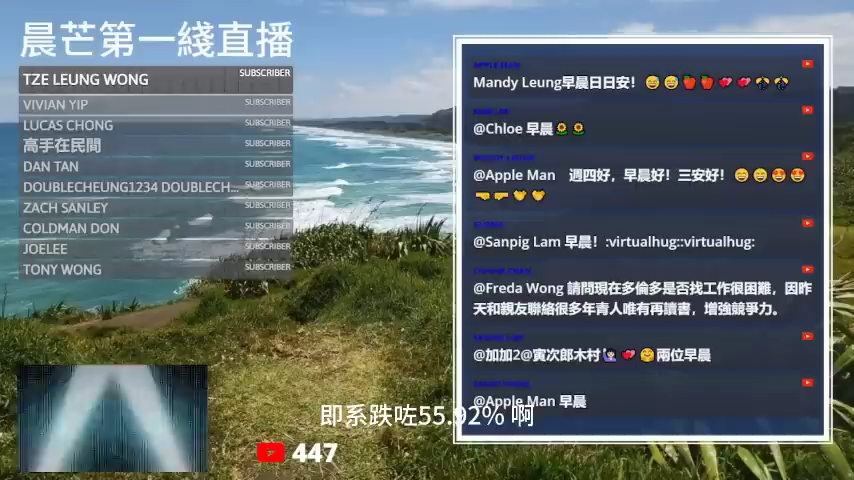 晨芒第一綫直播
TZE LEUNG WONG SUBSCRIBER
VIVIAN YIP SUBSCRIBER
LUCAS CHONG SUBSCRIBER
高手在民間 SUBSCRIBER
DAN TAN SUBSCRIBER
DOUBLECHEUNG1234 DOUBLECH... SUBSCRIBER
ZACH SANLEY SUBSCRIBER
COLDMAN DON SUBSCRIBER
JOELEE SUBSCRIBER
TONY WONG SUBSCRIBER
Mandy Leung早晨日日安! 😄😅🍎🍎💕💕
@Chloe 早晨🌻🌻
@Apple Man 週四好，早晨好！三安好！😄😄😍😍
@Sanpig Lam 早晨! :virtualhug::virtualhug:
@Freda Wong 請問現在多倫多是否找工作很困難，因昨
天和親友聯絡很多年青人唯有再讀書，增強競爭力。
@加加2@寅次郎木村🙋🏻‍♀️💕🤗兩位早晨
@Apple Man 早晨
即系跌咗55.92% 啊
447